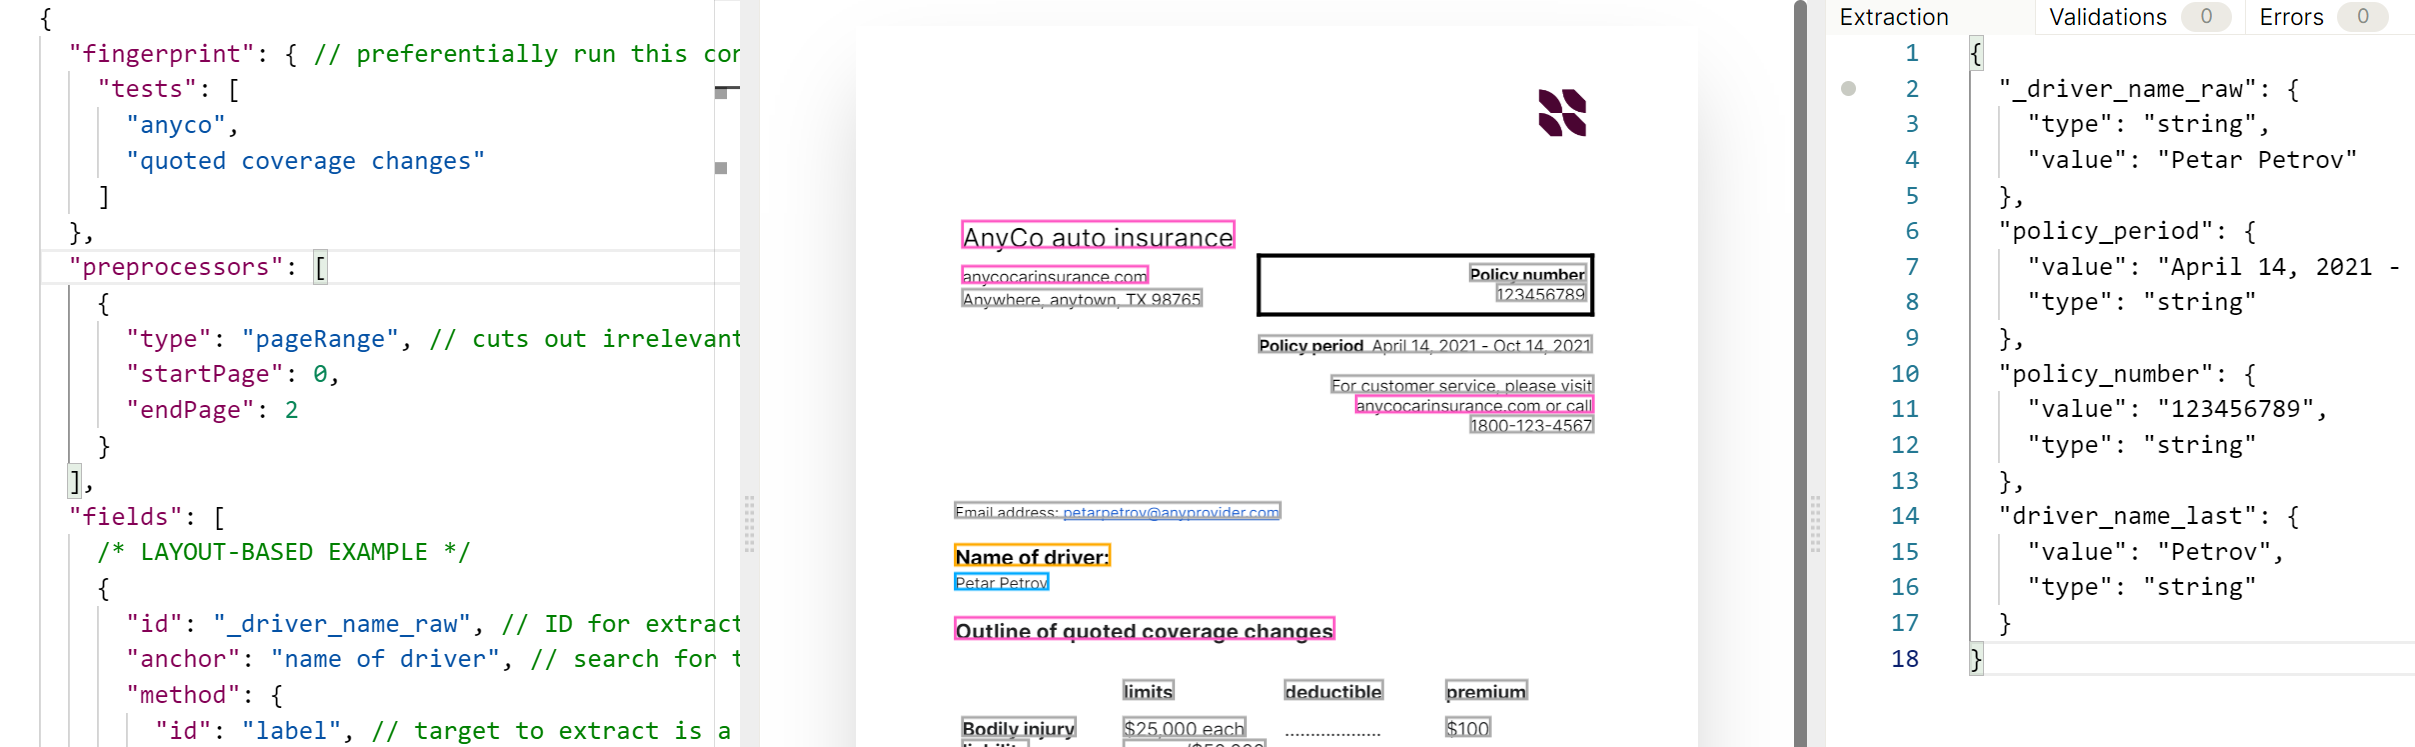 {
"fingerprint": { // preferentially run this con
"tests": [
"anyco",
"quoted coverage changes"
]
},
"preprocessors": [
{
"type": "pageRange", // cuts out irrelevant
"startPage": 0,
"endPage": 2
}
],
"fields": [
/* LAYOUT-BASED EXAMPLE */
{
"id": "_driver_name_raw", // ID for extract
"anchor": "name of driver", // search for t
"method": {
"id": "label", // target to extract is a
AnyCo auto insurance
anycocarinsurance.com
Anywhere, anytown, TX 98765
Policy number
123456789
Policy period April 14, 2021 - Oct 14, 2021
For customer service, please visit
anycocarinsurance.com or call
1800-123-4567
Email address: petarpetrov@anyprovider.com
Name of driver:
Petar Petrov
Outline of quoted coverage changes
limits deductible premium
Bodily injury $25,000 each .................. $100
Extraction Validations 0 Errors 0
1 {
2 "_driver_name_raw": {
3 "type": "string",
4 "value": "Petar Petrov"
5 },
6 "policy_period": {
7 "value": "April 14, 2021 -
8 "type": "string"
9 },
10 "policy_number": {
11 "value": "123456789",
12 "type": "string"
13 },
14 "driver_name_last": {
15 "value": "Petrov",
16 "type": "string"
17 }
18 }